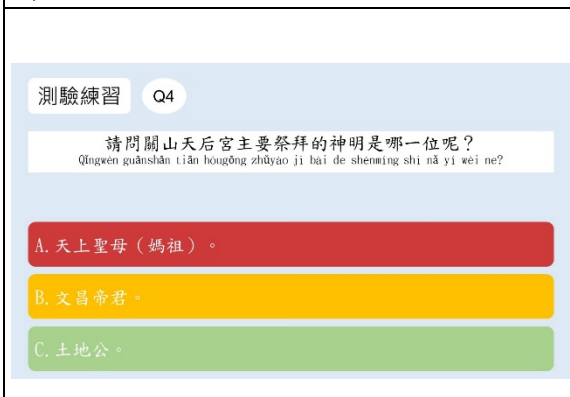 測驗練習 Q4
請問關山天后宮主要祭拜的神明是哪一位呢？
Qǐngwèn guānshān tiān hòugōng zhǔyào jì bài de shénmíng shì nǎ yí wèi ne?
A.天上聖母（媽祖）。
B.文昌帝君。
C.土地公。